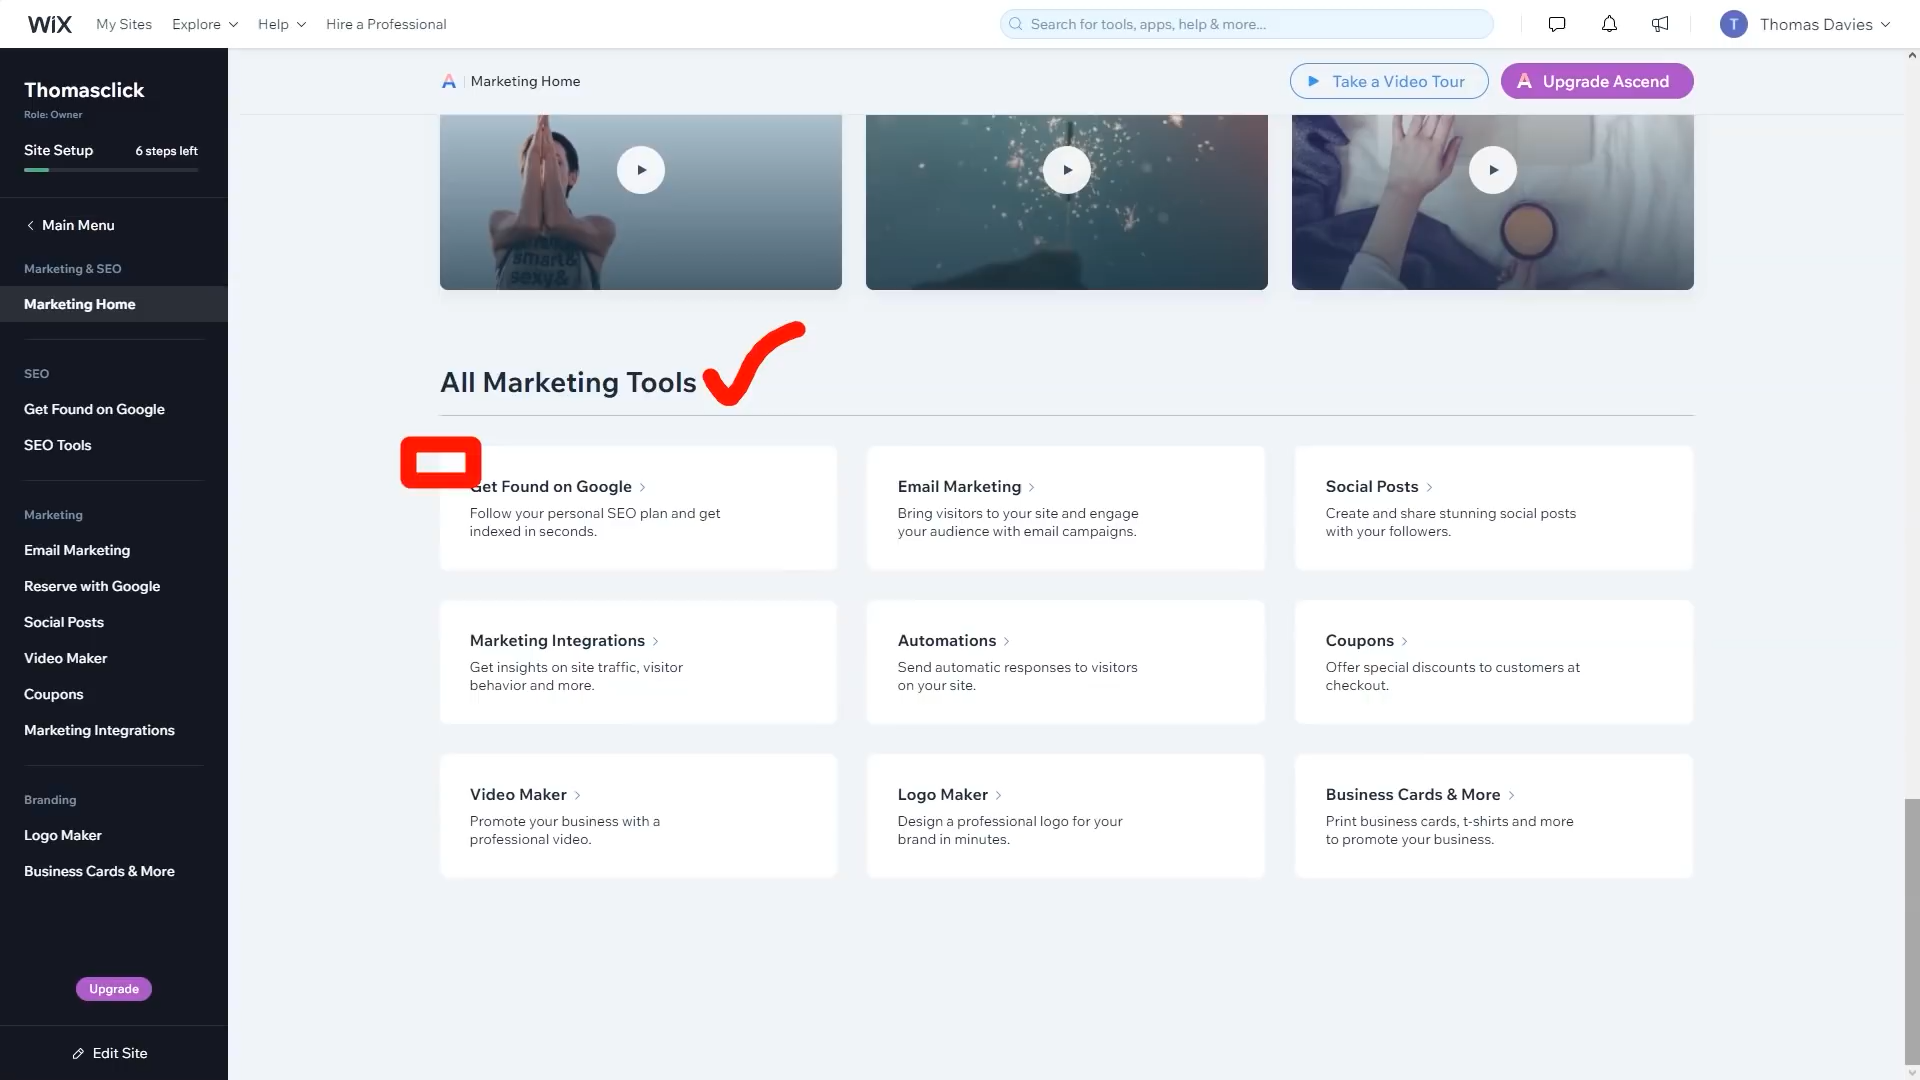 WiX
My Sites
Explore
Help
Hire a Professional
Search for tools, apps, help & more...
T
Thomas Davies
Thomasclick
Role: Owner
Site Setup
6 steps left
Main Menu
Marketing & SEO
Marketing Home
SEO
Get Found on Google
SEO Tools
Marketing
Email Marketing
Reserve with Google
Social Posts
Video Maker
Coupons
Marketing Integrations
Branding
Logo Maker
Business Cards & More
Upgrade
Edit Site
A
Marketing Home
Take a Video Tour
A
Upgrade Ascend
smart&
sexy&
All Marketing Tools
Get Found on Google
Follow your personal SEO plan and get
indexed in seconds.
Email Marketing
Bring visitors to your site and engage
your audience with email campaigns.
Social Posts
Create and share stunning social posts
with your followers.
Marketing Integrations
Get insights on site traffic, visitor
behavior and more.
Automations
Send automatic responses to visitors
on your site.
Coupons
Offer special discounts to customers at
checkout.
Video Maker
Promote your business with a
professional video.
Logo Maker
Design a professional logo for your
brand in minutes.
Business Cards & More
Print business cards, t-shirts and more
to promote your business.